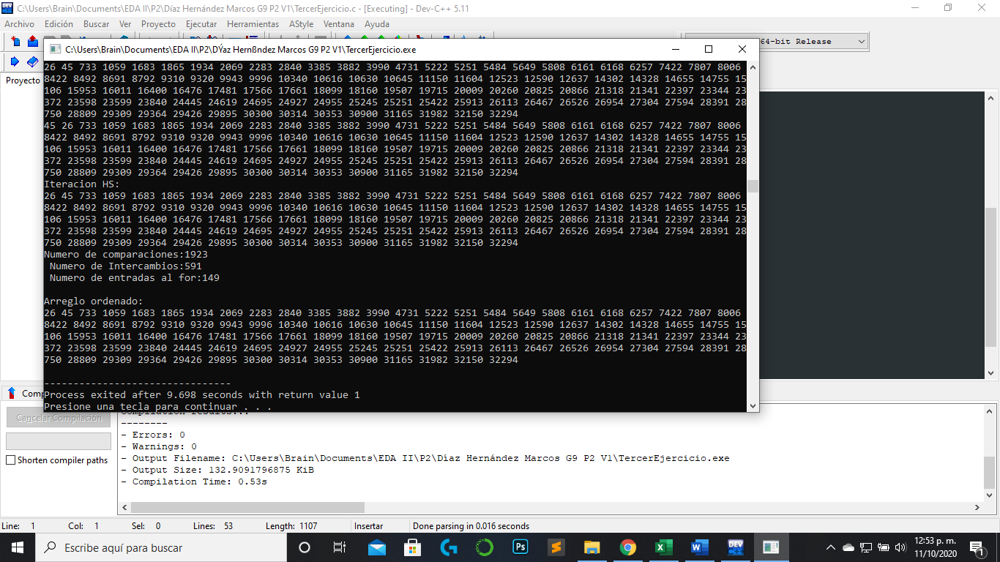 C:\Users\Brain\Documents\EDA II\P2\Díaz Hernández Marcos G9 P2 V1\TercerEjercicio.c - [Executing] - Dev-C++ 5.11
Archivo Edición Buscar Ver Proyecto Ejecutar Herramientas AStyle Ventana Ayuda
64-bit Release
Proyecto
C:\Users\Brain\Documents\EDA II\P2\DÝaz Hernßndez Marcos G9 P2 V1\TercerEjercicio.exe
26 45 733 1059 1683 1865 1934 2069 2283 2840 3385 3882 3990 4731 5222 5251 5484 5649 5808 6161 6168 6257 7422 7807 8006
8422 8492 8691 8792 9310 9320 9943 9996 10340 10616 10630 10645 11150 11604 12523 12590 12637 14302 14328 14655 14755 15
106 15953 16011 16400 16476 17481 17566 17661 18099 18160 19507 19715 20009 20260 20825 20866 21318 21341 22397 23344 23
372 23598 23599 23840 24445 24619 24695 24927 24955 25245 25251 25422 25913 26113 26467 26526 26954 27304 27594 28391 28
750 28809 29309 29364 29426 29895 30300 30314 30353 30900 31165 31982 32150 32294
45 26 733 1059 1683 1865 1934 2069 2283 2840 3385 3882 3990 4731 5222 5251 5484 5649 5808 6161 6168 6257 7422 7807 8006
8422 8492 8691 8792 9310 9320 9943 9996 10340 10616 10630 10645 11150 11604 12523 12590 12637 14302 14328 14655 14755 15
106 15953 16011 16400 16476 17481 17566 17661 18099 18160 19507 19715 20009 20260 20825 20866 21318 21341 22397 23344 23
372 23598 23599 23840 24445 24619 24695 24927 24955 25245 25251 25422 25913 26113 26467 26526 26954 27304 27594 28391 28
750 28809 29309 29364 29426 29895 30300 30314 30353 30900 31165 31982 32150 32294
Iteracion HS:
26 45 733 1059 1683 1865 1934 2069 2283 2840 3385 3882 3990 4731 5222 5251 5484 5649 5808 6161 6168 6257 7422 7807 8006
8422 8492 8691 8792 9310 9320 9943 9996 10340 10616 10630 10645 11150 11604 12523 12590 12637 14302 14328 14655 14755 15
106 15953 16011 16400 16476 17481 17566 17661 18099 18160 19507 19715 20009 20260 20825 20866 21318 21341 22397 23344 23
372 23598 23599 23840 24445 24619 24695 24927 24955 25245 25251 25422 25913 26113 26467 26526 26954 27304 27594 28391 28
750 28809 29309 29364 29426 29895 30300 30314 30353 30900 31165 31982 32150 32294
Numero de comparaciones:1923
Numero de Intercambios:591
Numero de entradas al for:149
Arreglo ordenado:
26 45 733 1059 1683 1865 1934 2069 2283 2840 3385 3882 3990 4731 5222 5251 5484 5649 5808 6161 6168 6257 7422 7807 8006
8422 8492 8691 8792 9310 9320 9943 9996 10340 10616 10630 10645 11150 11604 12523 12590 12637 14302 14328 14655 14755 15
106 15953 16011 16400 16476 17481 17566 17661 18099 18160 19507 19715 20009 20260 20825 20866 21318 21341 22397 23344 23
372 23598 23599 23840 24445 24619 24695 24927 24955 25245 25251 25422 25913 26113 26467 26526 26954 27304 27594 28391 28
750 28809 29309 29364 29426 29895 30300 30314 30353 30900 31165 31982 32150 32294
--------------------------------
Process exited after 9.698 seconds with return value 1
Presione una tecla para continuar . . .
Comp
Cancelar Compilación
Shorten compiler paths
Compilation results...
--------
- Errors: 0
- Warnings: 0
- Output Filename: C:\Users\Brain\Documents\EDA II\P2\Díaz Hernández Marcos G9 P2 V1\TercerEjercicio.exe
- Output Size: 132.9091796875 KiB
- Compilation Time: 0.53s
Line: 1 Col: 1 Sel: 0 Lines: 53 Length: 1107 Insertar Done parsing in 0.016 seconds
Escribe aquí para buscar
Ps
DEV C++
12:53 p. m.
11/10/2020
1